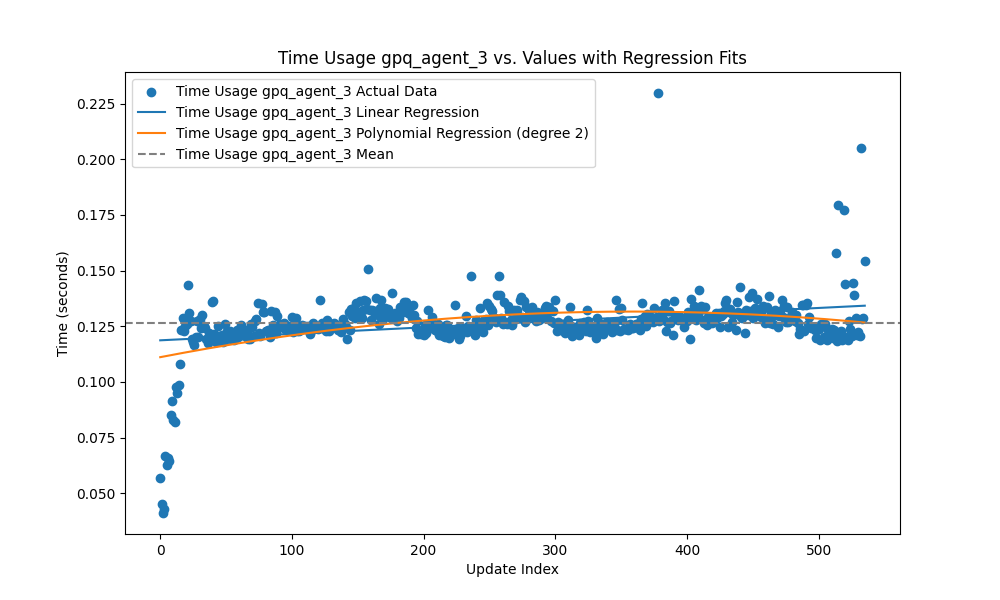 Time Usage gpq_agent_3 vs. Values with Regression Fits
Time Usage gpq_agent_3 Actual Data
Time Usage gpq_agent_3 Linear Regression
Time Usage gpq_agent_3 Polynomial Regression (degree 2)
Time Usage gpq_agent_3 Mean
Time (seconds)
0.225
0.200
0.175
0.150
0.125
0.100
0.075
0.050
0
100
200
300
400
500
Update Index